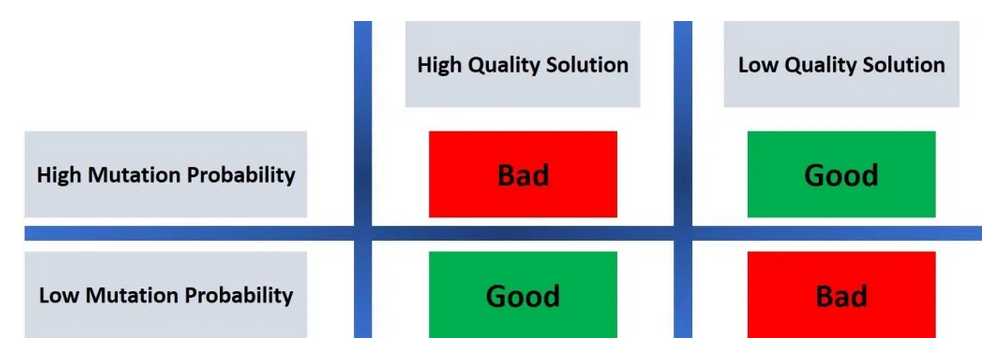 High Quality Solution Low Quality Solution
High Mutation Probability Bad Good
Low Mutation Probability Good Bad